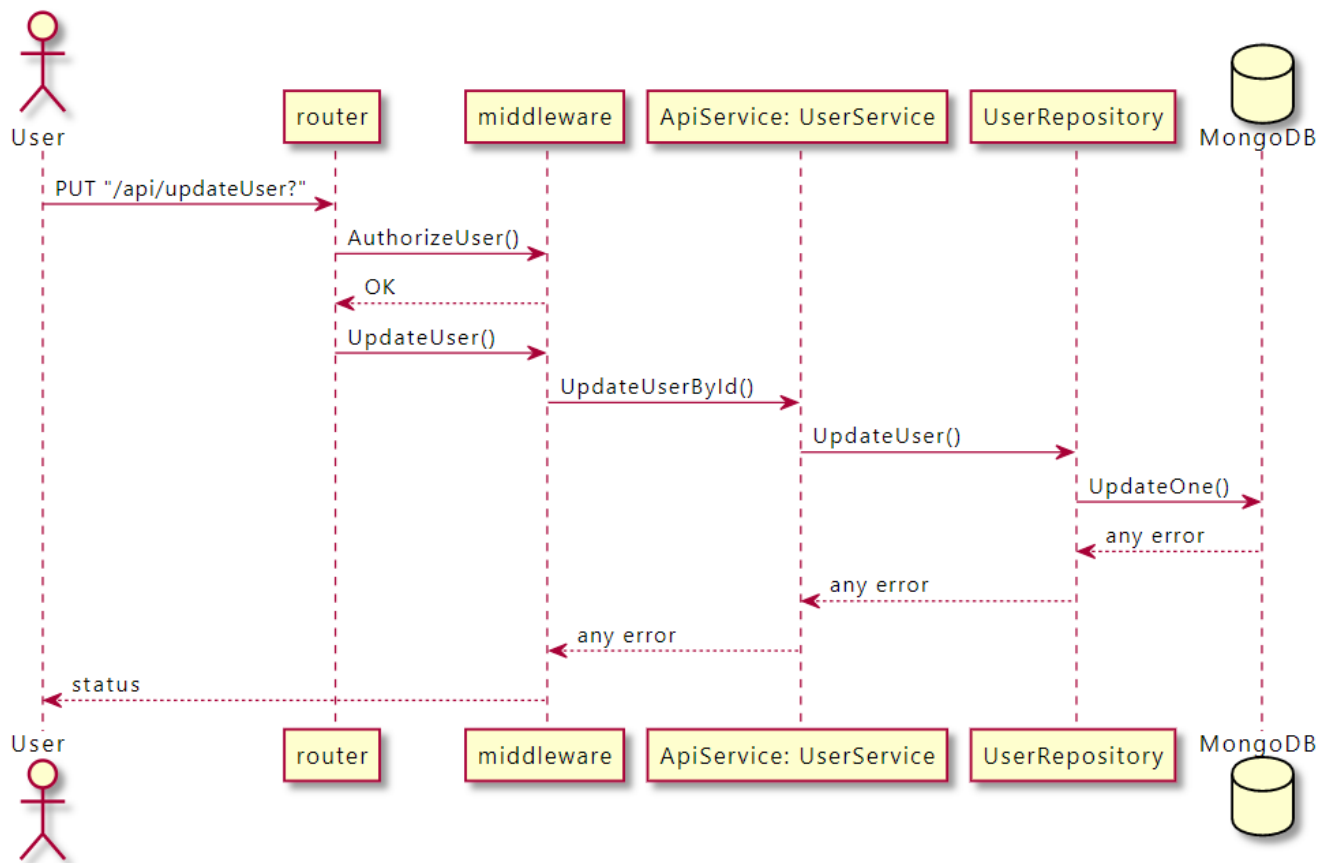 User
router
middleware
ApiService: UserService
UserRepository
MongoDB
PUT "/api/updateUser?"
AuthorizeUser()
OK
UpdateUser()
UpdateUserById()
UpdateUser()
UpdateOne()
any error
any error
any error
status
User
router
middleware
ApiService: UserService
UserRepository
MongoDB